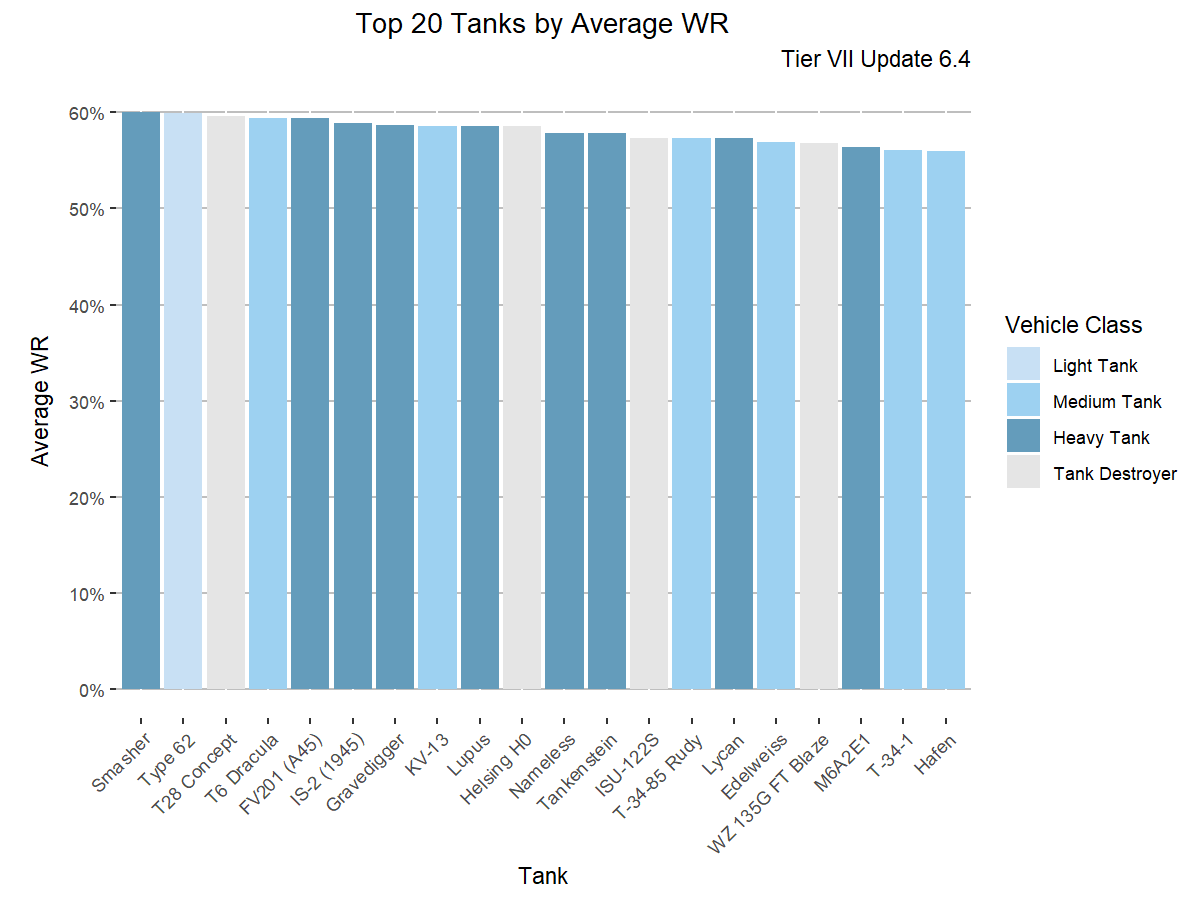 Top 20 Tanks by Average WR
Tier VII Update 6.4
60%
50%
40%
30%
20%
10%
0%
Average WR
Smasher
Type 62
T28 Concept
T6 Dracula
FV201 (A45)
IS-2 (1945)
Gravedigger
KV-13
Lupus
Helsing H0
Nameless
Tankenstein
ISU-122S
T-34-85 Rudy
Lycan
Edelweiss
WZ 135G FT Blaze
M6A2E1
T-34-1
Hafen
Tank
Vehicle Class
Light Tank
Medium Tank
Heavy Tank
Tank Destroyer